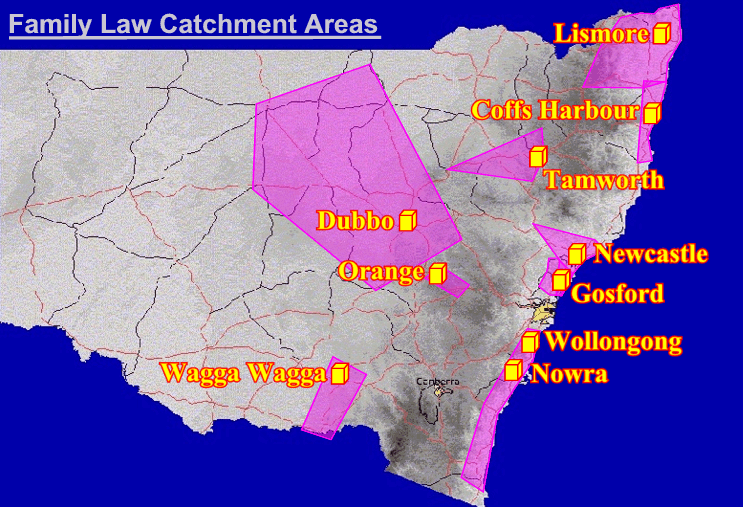 Family Law Catchment Areas
Lismore
Coffs Harbour
Tamworth
Dubbo
Newcastle
Orange
Gosford
Wollongong
Wagga Wagga
Nowra
Canberra